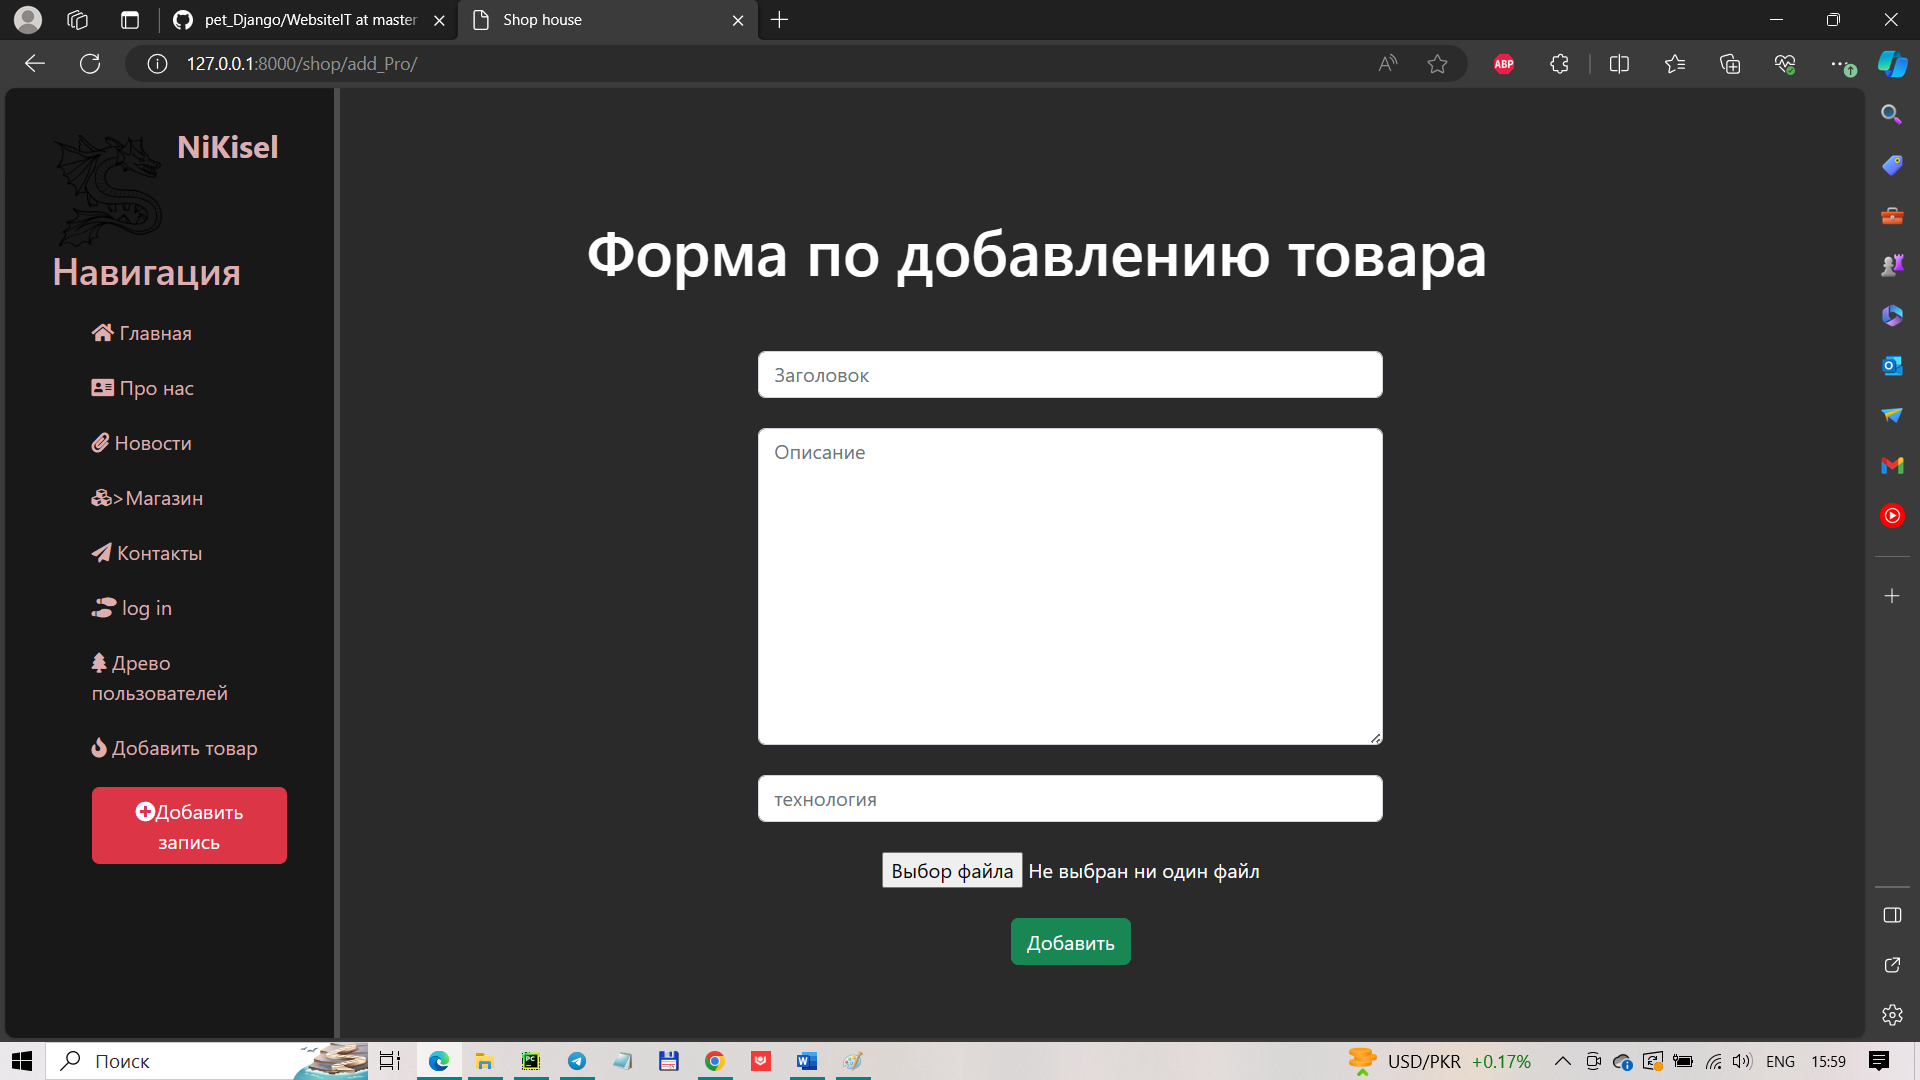 pet_Django/WebsiteIT at master
Shop house
127.0.0.1:8000/shop/add_Pro/
ABP
NiKisel
Навигация
Главная
Про нас
Новости
>Магазин
Контакты
log in
Древо
пользователей
Добавить товар
Добавить
запись
Форма по добавлению товара
Заголовок
Описание
технология
Выбор файла Не выбран ни один файл
Добавить
Поиск
USD/PKR +0.17%
ENG
15:59